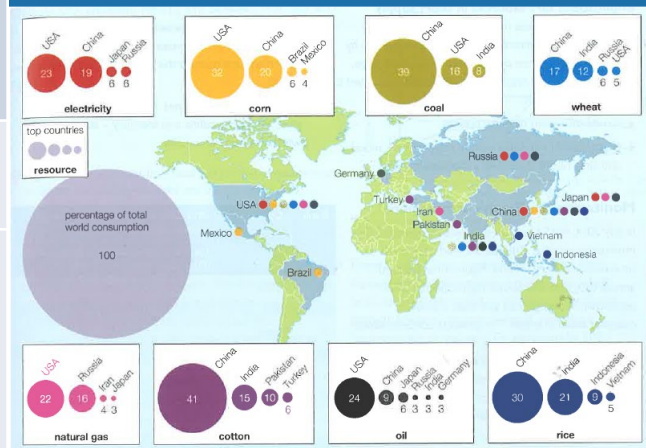 USA
China
Japan
Russia
23
19
6
6
electricity
USA
China
Brazil
Mexico
32
20
6
4
corn
China
USA
India
39
16
8
coal
China
India
Russia
USA
17
12
6
5
wheat
top countries
resource
percentage of total
world consumption
100
Russia
Germany
Turkey
USA
Iran
China
Japan
Pakistan
Mexico
India
Vietnam
Indonesia
Brazil
USA
Russia
Iran
Japan
22
16
4
3
natural gas
China
India
Pakistan
Turkey
41
15
10
6
cotton
USA
China
Japan
Russia
India
Germany
24
9
6
3
3
3
oil
China
India
Indonesia
Vietnam
30
21
9
5
rice